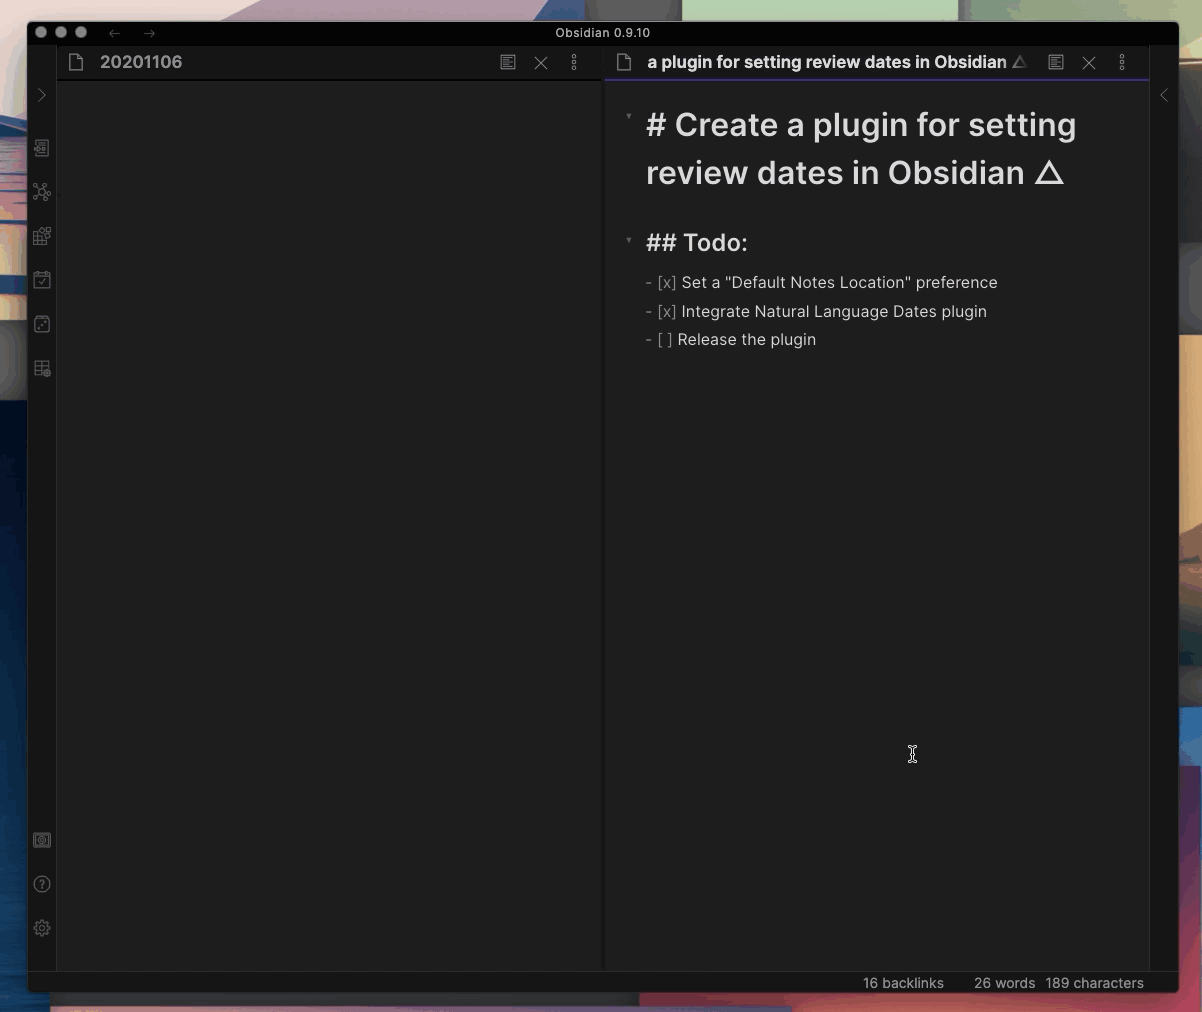 Obsidian 0.9.10
20201106
a plugin for setting review dates in Obsidian △
# Create a plugin for setting
review dates in Obsidian △
## Todo:
- [x] Set a "Default Notes Location" preference
- [x] Integrate Natural Language Dates plugin
- [ ] Release the plugin
16 backlinks 26 words 189 characters